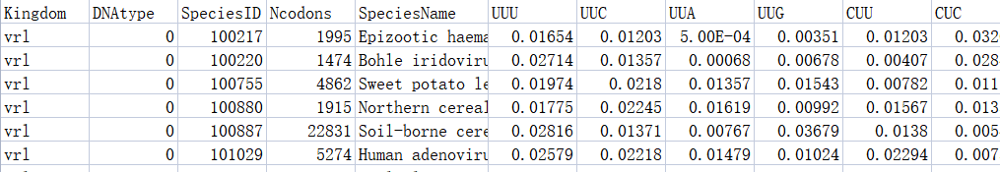 Kingdom DNAtype SpeciesID Ncodons SpeciesName UUU UUC UUA UUG CUU CUC
vrl 0 100217 1995 Epizootic haema 0.01654 0.01203 5.00E-04 0.00351 0.01203 0.032
vrl 0 100220 1474 Bohle iridoviru 0.02714 0.01357 0.00068 0.00678 0.00407 0.028
vrl 0 100755 4862 Sweet potato le 0.01974 0.0218 0.01357 0.01543 0.00782 0.011
vrl 0 100880 1915 Northern cereal 0.01775 0.02245 0.01619 0.00992 0.01567 0.013
vrl 0 100887 22831 Soil-borne cere 0.02816 0.01371 0.00767 0.03679 0.0138 0.005
vrl 0 101029 5274 Human adenoviru 0.02579 0.02218 0.01479 0.01024 0.02294 0.007